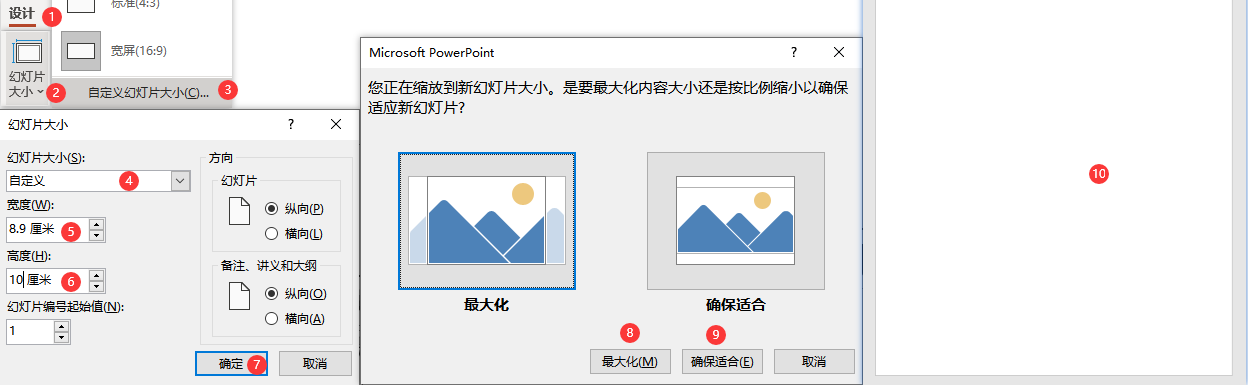 设计
1
标准(4:3)
宽屏(16:9)
幻灯片
大小
2
自定义幻灯片大小(C)...
3
幻灯片大小
?
幻灯片大小(S):
自定义
4
宽度(W):
8.9 厘米
5
高度(H):
10 厘米
6
幻灯片编号起始值(N):
1
方向
幻灯片
纵向(P)
横向(L)
备注、讲义和大纲
纵向(O)
横向(A)
确定
7
取消
Microsoft PowerPoint
?
您正在缩放到新幻灯片大小。是要最大化内容大小还是按比例缩小以确保
适应新幻灯片?
最大化
确保适合
8
9
最大化(M)
确保适合(E)
取消
10